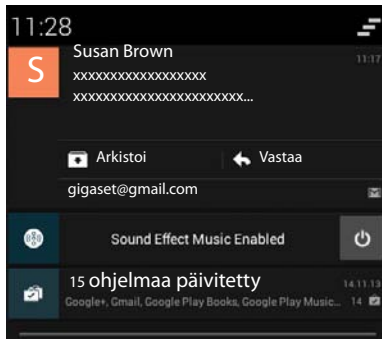 11:28
S
Susan Brown
11:17
xxxxxxxxxxxxxxxxxx
xxxxxxxxxxxxxxxxxxxxxxx...
Arkistoi
Vastaa
gigaset@gmail.com
Sound Effect Music Enabled
15 ohjelmaa päivitetty
14.11.13
Google+, Gmail, Google Play Books, Google Play Music... 14